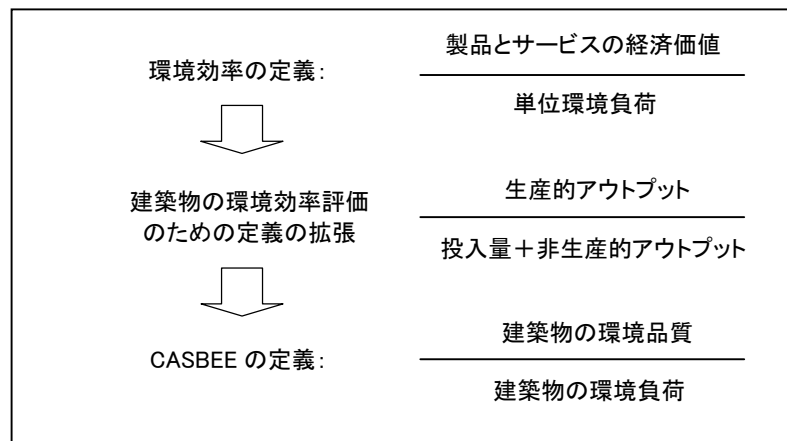 製品とサービスの経済価値
環境効率の定義：
単位環境負荷
建築物の環境効率評価
のための定義の拡張
生産的アウトプット
投入量＋非生産的アウトプット
建築物の環境品質
CASBEE の定義：
建築物の環境負荷